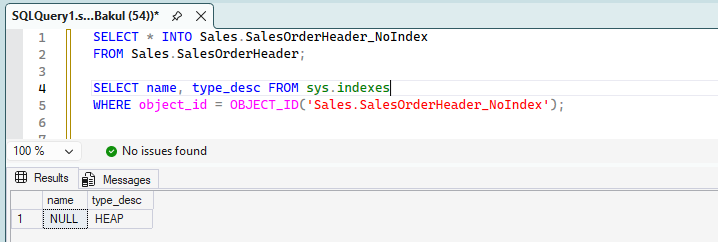 SQLQuery1.s...Bakul (54))*
1 SELECT * INTO Sales.SalesOrderHeader_NoIndex
2 FROM Sales.SalesOrderHeader;
3
4 SELECT name, type_desc FROM sys.indexes
5 WHERE object_id = OBJECT_ID('Sales.SalesOrderHeader_NoIndex');
6
7
100 % No issues found
Results Messages
name type_desc
1 NULL HEAP